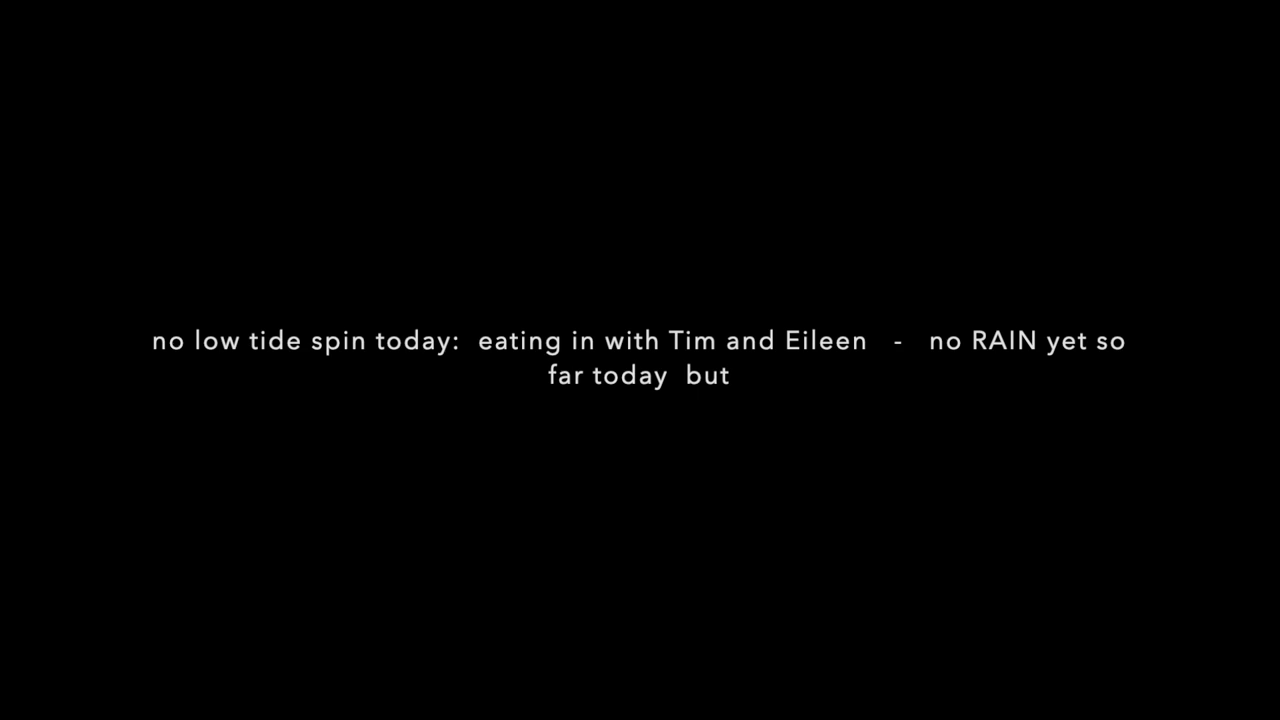 no low tide spin today:  eating in with Tim and Eileen   -   no RAIN yet so
far today  but